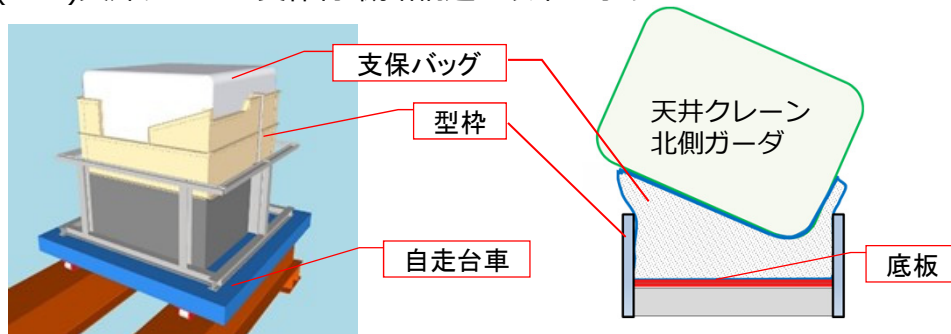 支保バッグ
型枠
自走台車
天井クレーン
北側ガーダ
底板